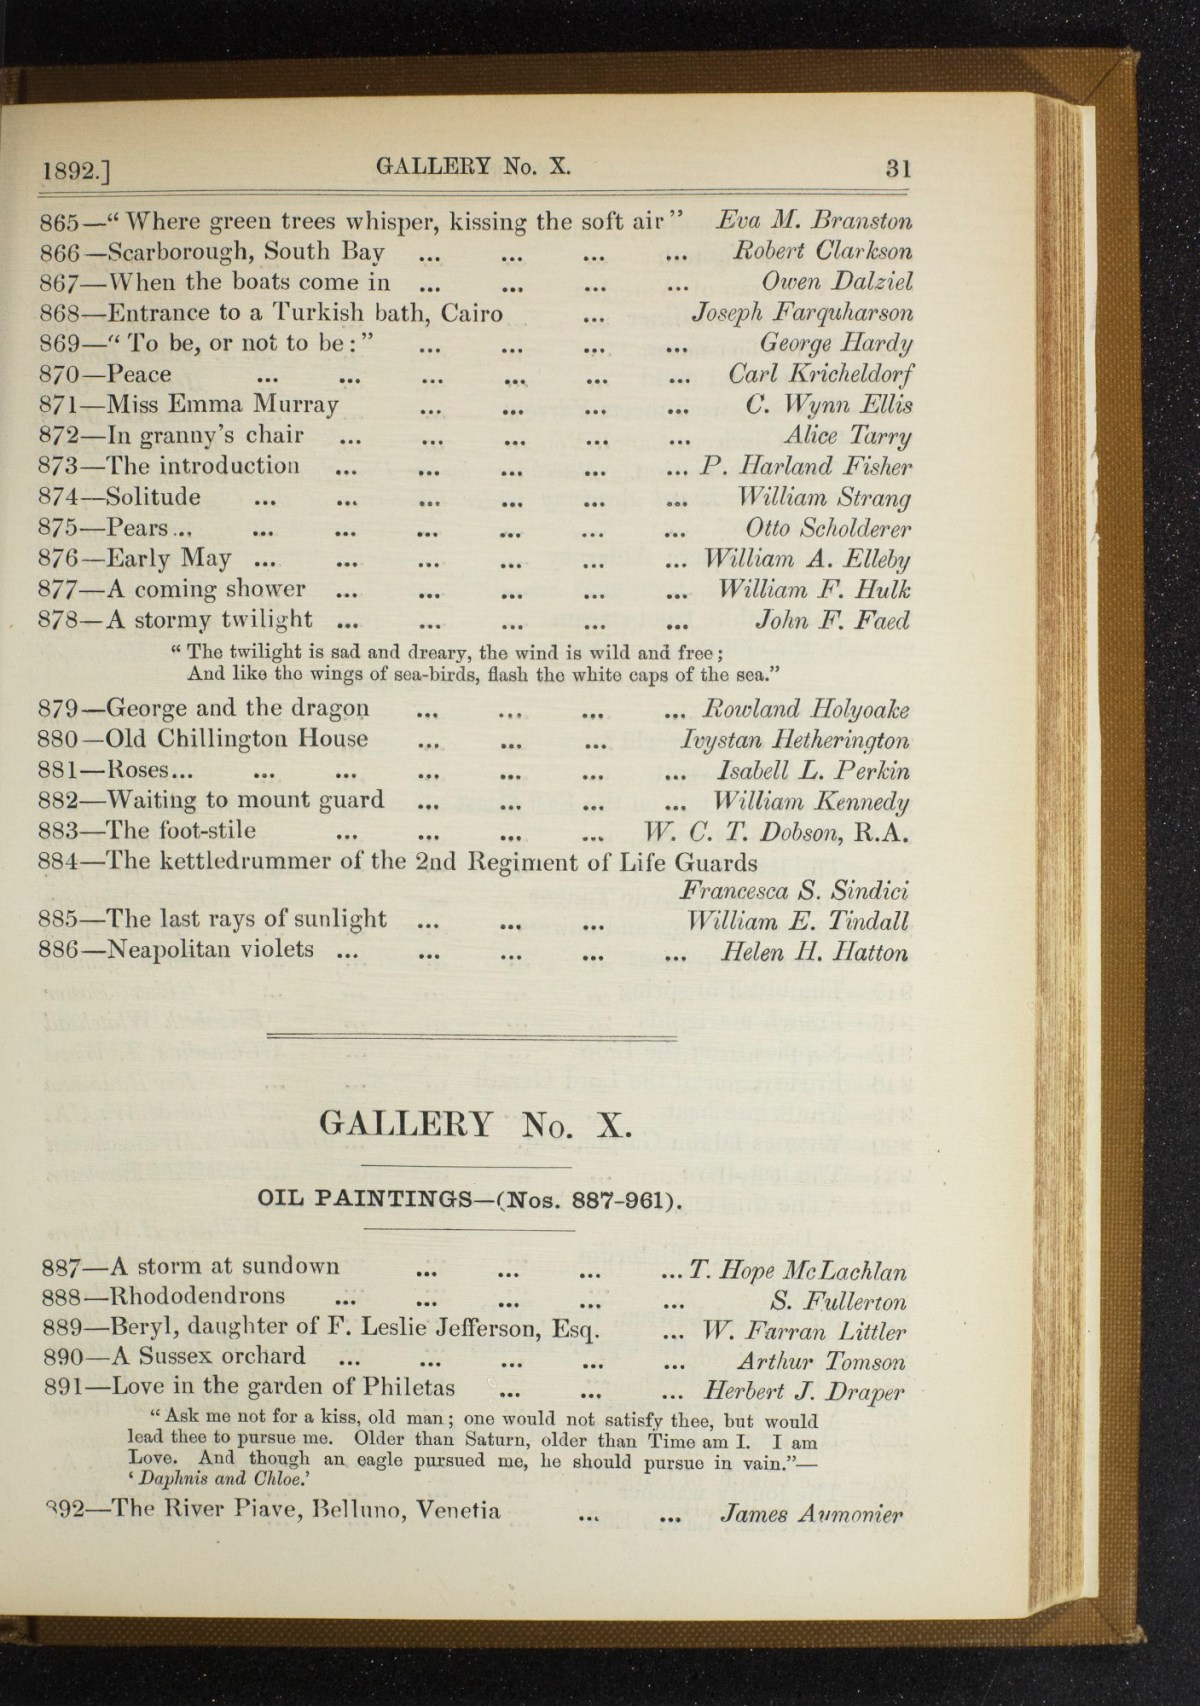 1892.] GALLERY No. X. 31
865—“Where green trees whisper, kissing the soft air” Eva M. Branston
866—Scarborough, South Bay ... ... ... ... Robert Clarkson
867—When the boats come in ... ... ... ... Owen Dalziel
868—Entrance to a Turkish bath, Cairo ... Joseph Farquharson
869—“To be, or not to be:” ... ... ... ... George Hardy
870—Peace ... ... ... ... ... ... Carl Kricheldorf
871—Miss Emma Murray ... ... ... ... C. Wynn Ellis
872—In granny’s chair ... ... ... ... ... Alice Tarry
873—The introduction ... ... ... ... ... P. Harland Fisher
874—Solitude ... ... ... ... ... ... William Strang
875—Pears... ... ... ... ... ... ... Otto Scholderer
876—Early May ... ... ... ... ... ... William A. Elleby
877—A coming shower ... ... ... ... ... William F. Hulk
878—A stormy twilight ... ... ... ... ... John F. Faed
“The twilight is sad and dreary, the wind is wild and free;
And like the wings of sea-birds, flash the white caps of the sea.”
879—George and the dragon ... ... ... ... Rowland Holyoake
880—Old Chillington House ... ... ... Ivystan Hetherington
881—Roses... ... ... ... ... ... ... Isabell L. Perkin
882—Waiting to mount guard ... ... ... ... William Kennedy
883—The foot-stile ... ... ... ... W. C. T. Dobson, R.A.
884—The kettledrummer of the 2nd Regiment of Life Guards
Francesca S. Sindici
885—The last rays of sunlight ... ... ... William E. Tindall
886—Neapolitan violets ... ... ... ... ... Helen H. Hatton
GALLERY No. X.
OIL PAINTINGS—(Nos. 887-961).
887—A storm at sundown ... ... ... ... T. Hope McLachlan
888—Rhododendrons ... ... ... ... ... S. Fullerton
889—Beryl, daughter of F. Leslie Jefferson, Esq. ... W. Farran Littler
890—A Sussex orchard ... ... ... ... ... Arthur Tomson
891—Love in the garden of Philetas ... ... ... Herbert J. Draper
“Ask me not for a kiss, old man; one would not satisfy thee, but would
lead thee to pursue me. Older than Saturn, older than Time am I. I am
Love. And though an eagle pursued me, he should pursue in vain.”—
‘Daphnis and Chloe.’
892—The River Piave, Belluno, Venetia ... ... James Aumonier